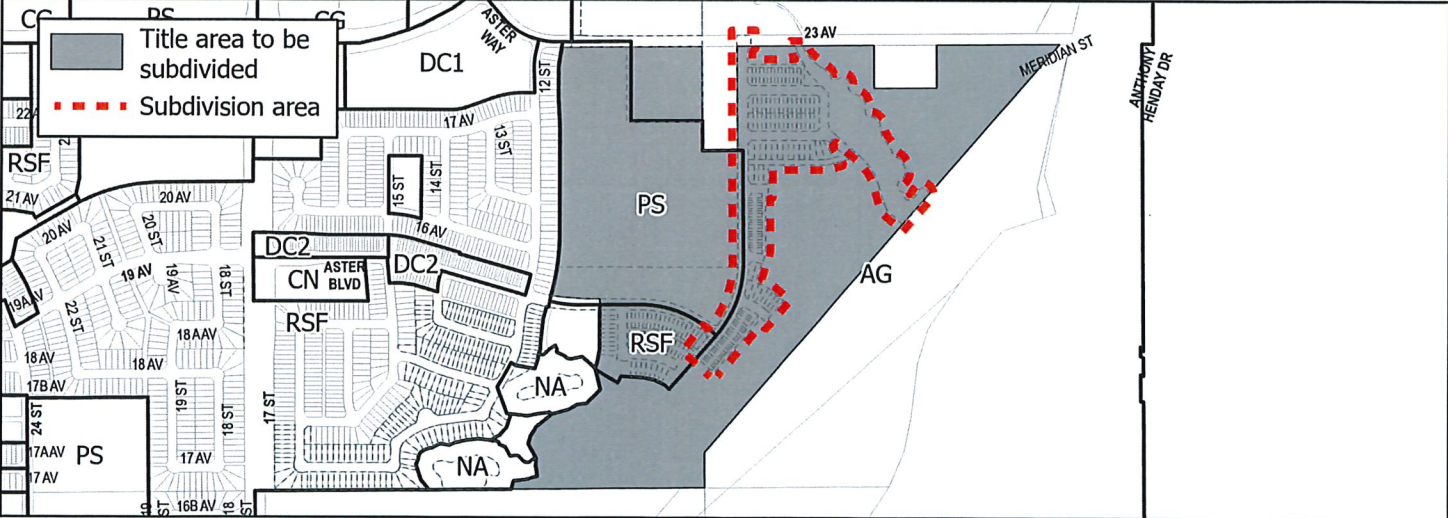 CG
PS
CG
Title area to be
subdivided
Subdivision area
ASTER
WAY
DC1
12 ST
23 AV
MERIDIAN ST
ANTHONY
HENDAY DR
17 AV
13 ST
RSF
21 AV
15 ST
14 ST
PS
20 AV
20 AV
20 ST
21 ST
16 AV
DC2
DC2
CN
ASTER
BLVD
19 AV
19 AV
18 ST
AG
19A AV
22 ST
RSF
18A AV
RSF
18 AV
18 AV
17B AV
NA
19 ST
18 ST
17 ST
24 ST
17A AV
PS
17 AV
17 AV
NA
16B AV
18
ST